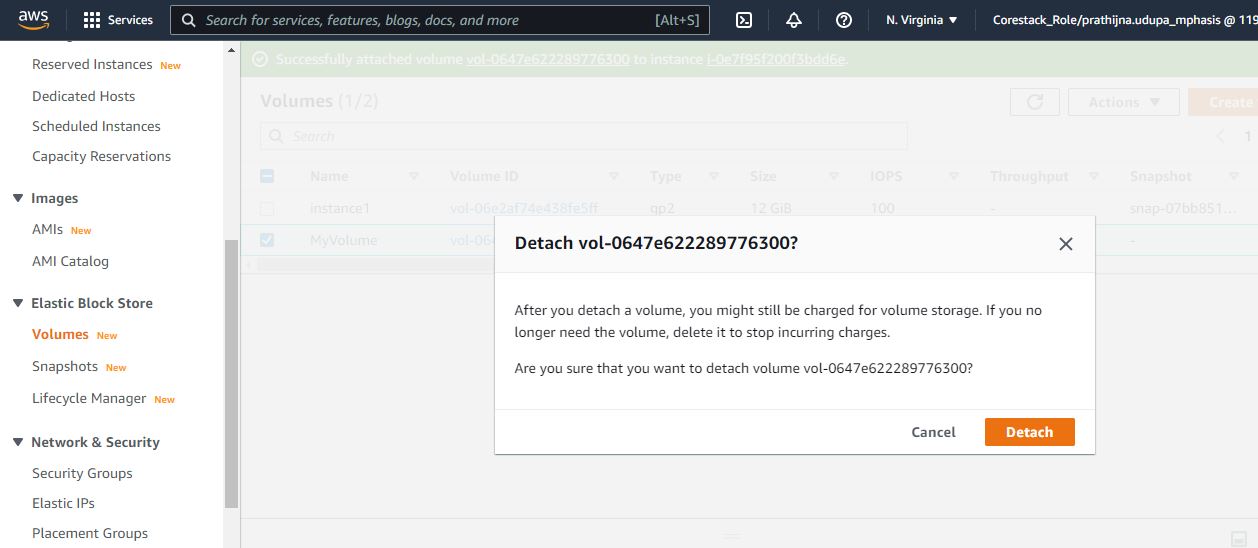 aws Services Search for services, features, blogs, docs, and more [Alt+S] N. Virginia Corestack_Role/prathijna.udupa_mphasis @ 119
Reserved Instances New
Dedicated Hosts
Scheduled Instances
Capacity Reservations
Images
AMIs New
AMI Catalog
Elastic Block Store
Volumes New
Snapshots New
Lifecycle Manager New
Network & Security
Security Groups
Elastic IPs
Placement Groups
Successfully attached volume vol-0647e622289776300 to instance i-0e7f95f200f3bdd6e.
Volumes (1/2) Actions Create
Search 1
Name Volume ID Type Size IOPS Throughput Snapshot
instance1 vol-06e2af74e438fe5ff gp2 12 GiB 100 - snap-07bb851...
MyVolume vol-06 -
Detach vol-0647e622289776300?
After you detach a volume, you might still be charged for volume storage. If you no
longer need the volume, delete it to stop incurring charges.
Are you sure that you want to detach volume vol-0647e622289776300?
Cancel Detach